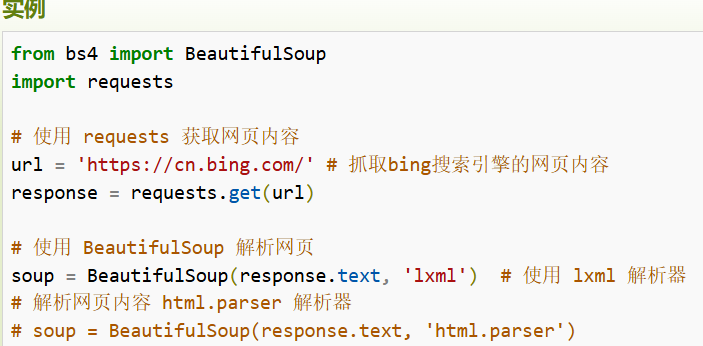 实例
from bs4 import BeautifulSoup
import requests
# 使用 requests 获取网页内容
url = 'https://cn.bing.com/' # 抓取bing搜索引擎的网页内容
response = requests.get(url)
# 使用 BeautifulSoup 解析网页
soup = BeautifulSoup(response.text, 'lxml')  # 使用 lxml 解析器
# 解析网页内容 html.parser 解析器
# soup = BeautifulSoup(response.text, 'html.parser')